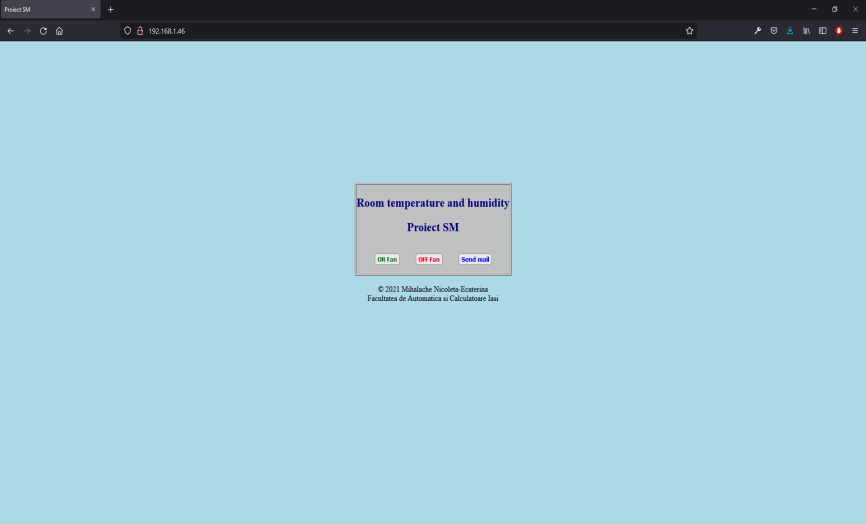 Proiect SM
192.168.1.46
Room temperature and humidity
Proiect SM
ON Fan
OFF Fan
Send mail
© 2021 Mihalache Nicoleta-Ecaterina
Facultatea de Automatica si Calculatoare Iasi